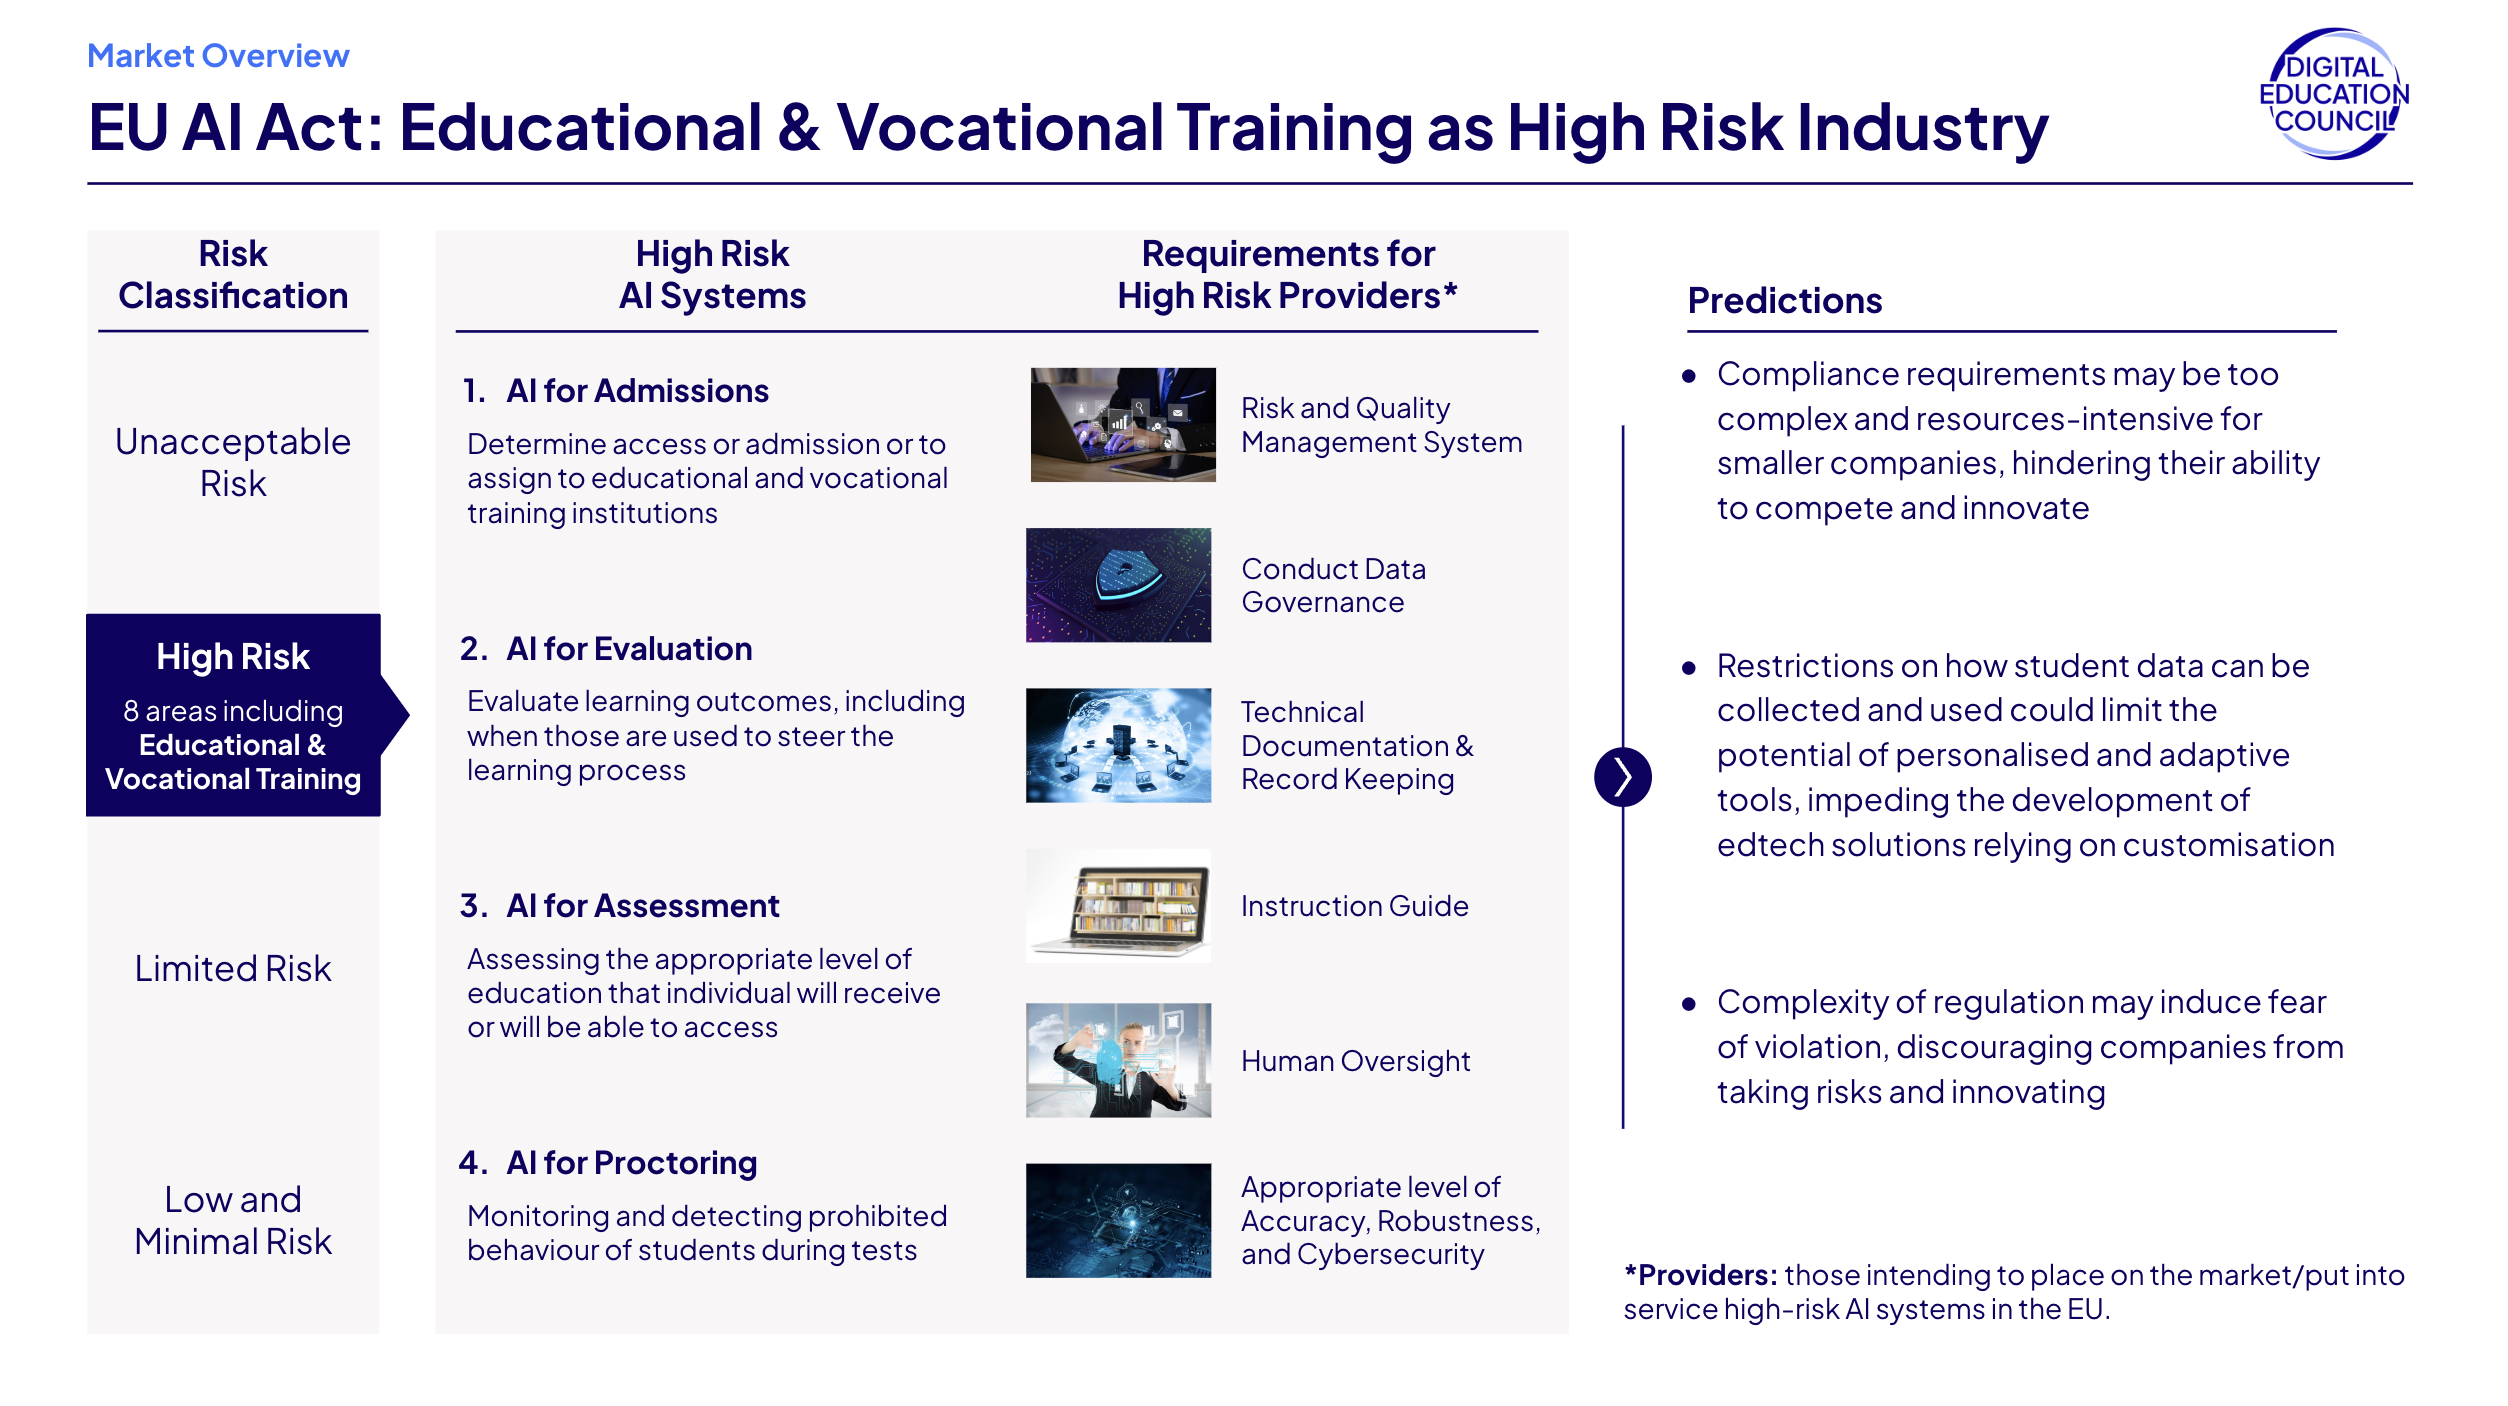 Market Overview
EU AI Act: Educational & Vocational Training as High Risk Industry
DIGITAL
EDUCATION
COUNCIL
Risk
Classification
Unacceptable
Risk
High Risk
8 areas including
Educational &
Vocational Training
Limited Risk
Low and
Minimal Risk
High Risk
AI Systems
1. AI for Admissions
Determine access or admission or to
assign to educational and vocational
training institutions
2. AI for Evaluation
Evaluate learning outcomes, including
when those are used to steer the
learning process
3. AI for Assessment
Assessing the appropriate level of
education that individual will receive
or will be able to access
4. AI for Proctoring
Monitoring and detecting prohibited
behaviour of students during tests
Requirements for
High Risk Providers*
Risk and Quality
Management System
Conduct Data
Governance
Technical
Documentation &
Record Keeping
Instruction Guide
Human Oversight
Appropriate level of
Accuracy, Robustness,
and Cybersecurity
Predictions
● Compliance requirements may be too
complex and resources-intensive for
smaller companies, hindering their ability
to compete and innovate
● Restrictions on how student data can be
collected and used could limit the
potential of personalised and adaptive
tools, impeding the development of
edtech solutions relying on customisation
● Complexity of regulation may induce fear
of violation, discouraging companies from
taking risks and innovating
*Providers: those intending to place on the market/put into
service high-risk AI systems in the EU.